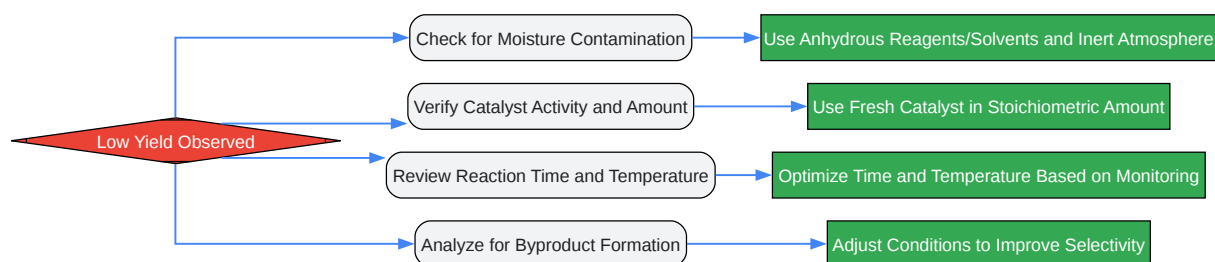 Check for Moisture Contamination
Use Anhydrous Reagents/Solvents and Inert Atmosphere
Verify Catalyst Activity and Amount
Use Fresh Catalyst in Stoichiometric Amount
Low Yield Observed
Review Reaction Time and Temperature
Optimize Time and Temperature Based on Monitoring
Analyze for Byproduct Formation
Adjust Conditions to Improve Selectivity